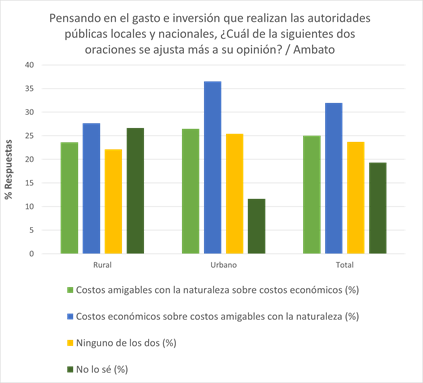 Pensando en el gasto e inversión que realizan las autoridades
públicas locales y nacionales, ¿Cuál de la siguientes dos
oraciones se ajusta más a su opinión? / Ambato
40
35
30
25
20
15
10
5
0
% Respuestas
Rural
Urbano
Total
Costos amigables con la naturaleza sobre costos económicos (%)
Costos económicos sobre costos amigables con la naturaleza (%)
Ninguno de los dos (%)
No lo sé (%)